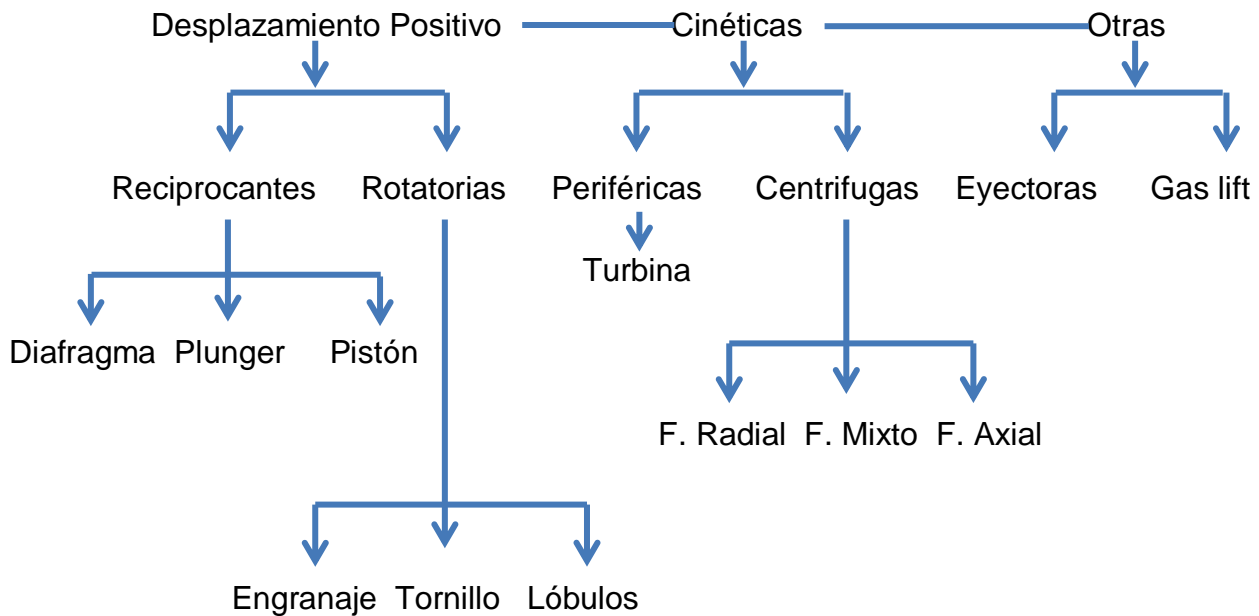 Desplazamiento Positivo Cinéticas Otras
Reciprocantes Rotatorias Periféricas Centrifugas Eyectoras Gas lift
Turbina
Diafragma Plunger Pistón
F. Radial F. Mixto F. Axial
Engranaje Tornillo Lóbulos